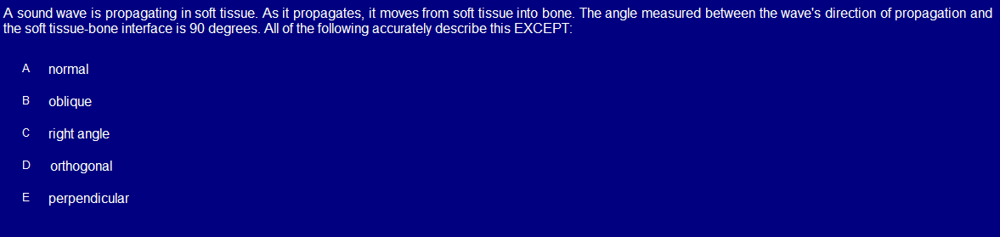 A sound wave is propagating in soft tissue. As it propagates, it moves from soft tissue into bone. The angle measured between the wave's direction of propagation and
the soft tissue-bone interface is 90 degrees. All of the following accurately describe this EXCEPT:
A normal
B oblique
C right angle
D orthogonal
E perpendicular